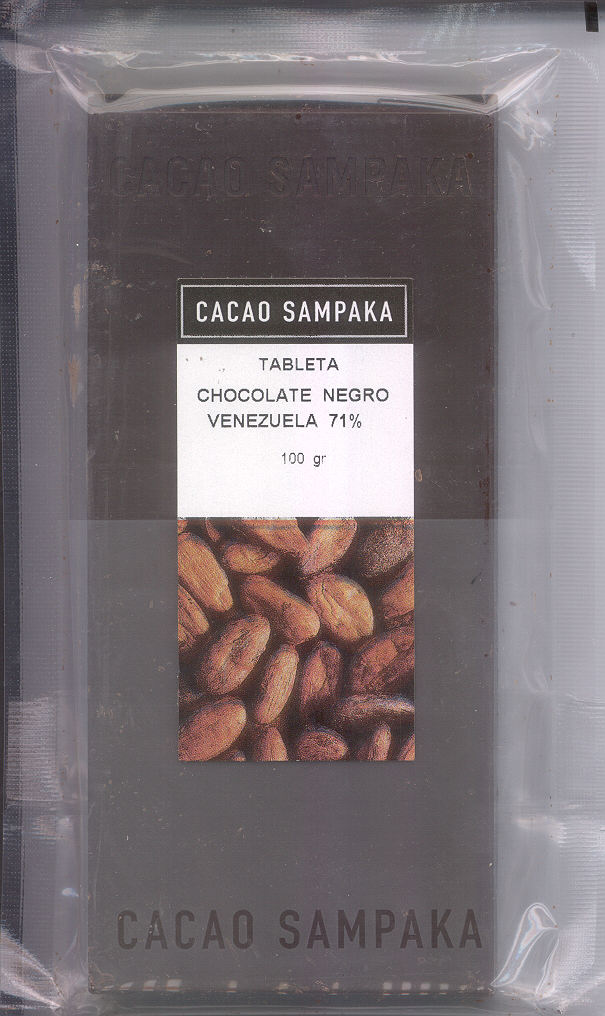 CACAO SAMPAKA
CACAO SAMPAKA
TABLETA
CHOCOLATE NEGRO
VENEZUELA 71%
100 gr
CACAO SAMPAKA